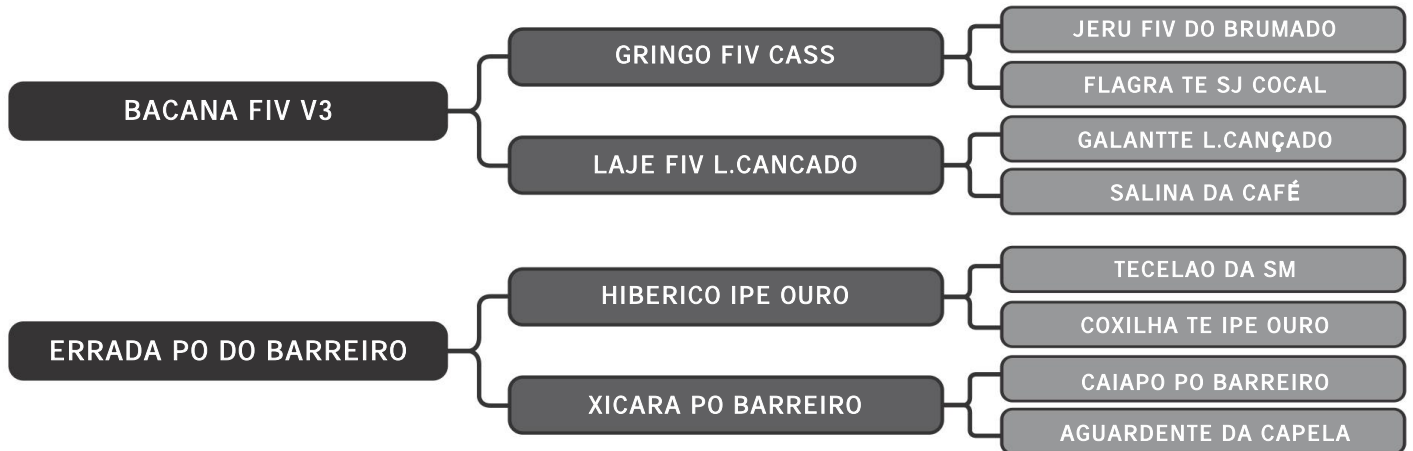 BACANA FIV V3
GRINGO FIV CASS
JERU FIV DO BRUMADO
FLAGRA TE SJ COCAL
LAJE FIV L.CANCADO
GALANTTE L.CANÇADO
SALINA DA CAFÉ
ERRADA PO DO BARREIRO
HIBERICO IPE OURO
TECELAO DA SM
COXILHA TE IPE OURO
XICARA PO BARREIRO
CAIAPO PO BARREIRO
AGUARDENTE DA CAPELA